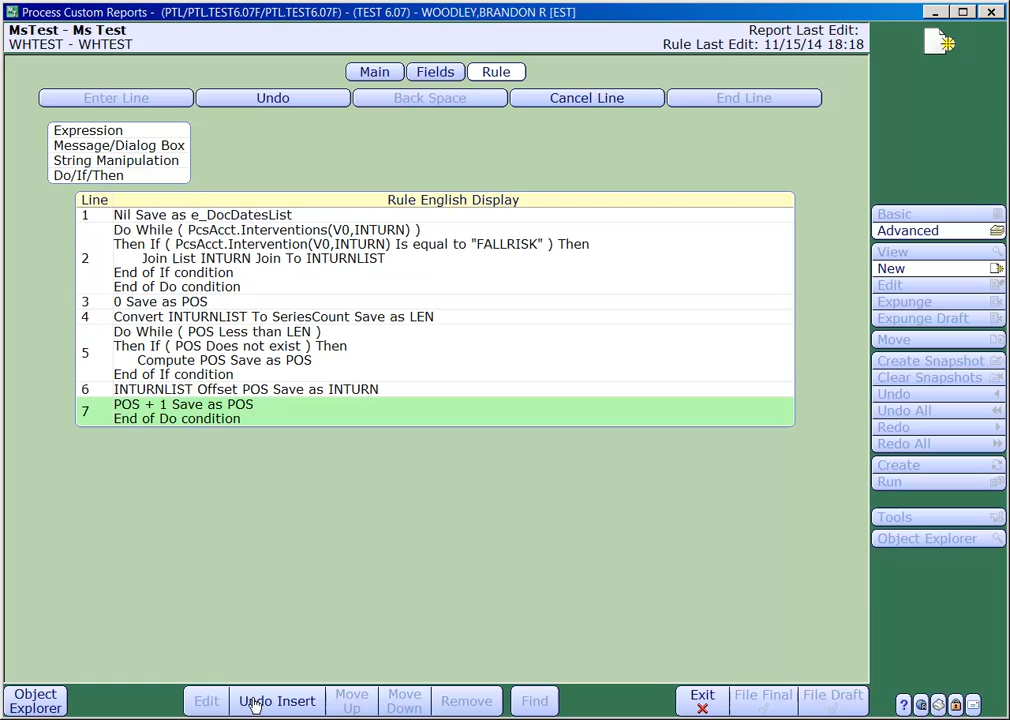 Process Custom Reports - (PTL/PTL.TEST6.07F/PTL.TEST6.07F) - (TEST 6.07) - WOODLEY,BRANDON R [EST]
MsTest - Ms Test
Report Last Edit:
WHTEST - WHTEST
Rule Last Edit: 11/15/14 18:18
Main Fields Rule
Enter Line Undo Back Space Cancel Line End Line
Expression
Message/Dialog Box
String Manipulation
Do/If/Then
Line Rule English Display
1 Nil Save as e_DocDatesList
Do While ( PcsAcct.Interventions(V0,INTURN) )
Then If ( PcsAcct.Intervention(V0,INTURN) Is equal to "FALLRISK" ) Then
2 Join List INTURN Join To INTURNLIST
End of If condition
End of Do condition
3 0 Save as POS
4 Convert INTURNLIST To SeriesCount Save as LEN
Do While ( POS Less than LEN )
Then If ( POS Does not exist ) Then
5 Compute POS Save as POS
End of If condition
6 INTURNLIST Offset POS Save as INTURN
7 POS + 1 Save as POS
End of Do condition
Basic
Advanced
View
New
Edit
Expunge
Expunge Draft
Move
Create Snapshot
Clear Snapshots
Undo
Undo All
Redo
Redo All
Create
Run
Tools
Object Explorer
Object
Explorer
Edit
Undo Insert
Move
Up
Move
Down
Remove
Find
Exit
File Final
File Draft
?